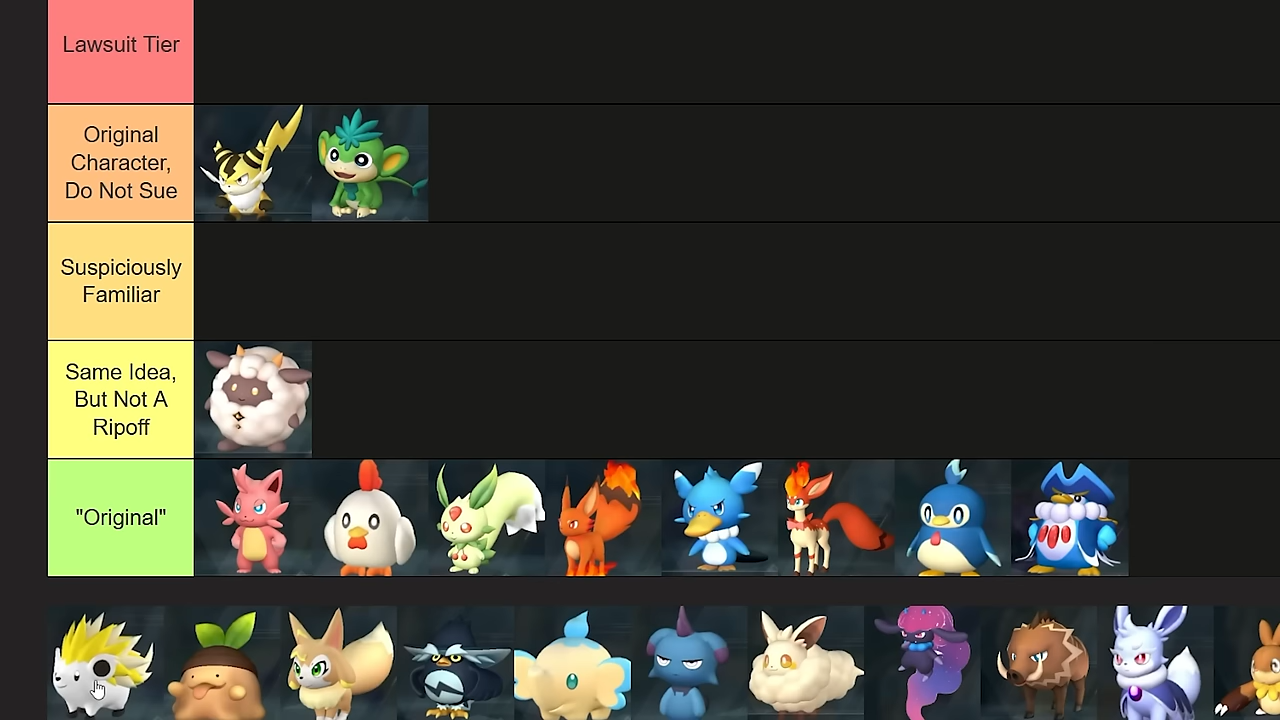 Lawsuit Tier
Original
Character,
Do Not Sue
Suspiciously
Familiar
Same Idea,
But Not A
Ripoff
"Original"